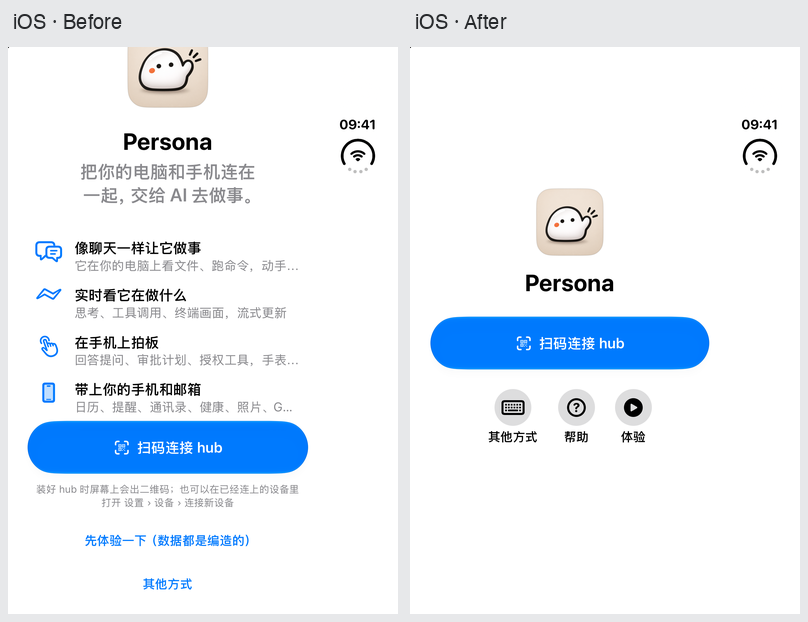 iOS · Before
09:41
Persona
把你的电脑和手机连在
一起，交给 AI 去做事。
像聊天一样让它做事
它在你的电脑上看文件、跑命令，动手…
实时看它在做什么
思考、工具调用、终端画面，流式更新
在手机上拍板
回答提问、审批计划、授权工具，手表…
带上你的手机和邮箱
日历、提醒、通讯录、健康、照片、G...
扫码连接 hub
装好 hub 时屏幕上会出二维码；也可以在已经连上的设备里
打开 设置 › 设备 › 连接新设备
先体验一下（数据都是编造的）
其他方式
iOS · After
09:41
Persona
扫码连接 hub
其他方式
帮助
体验